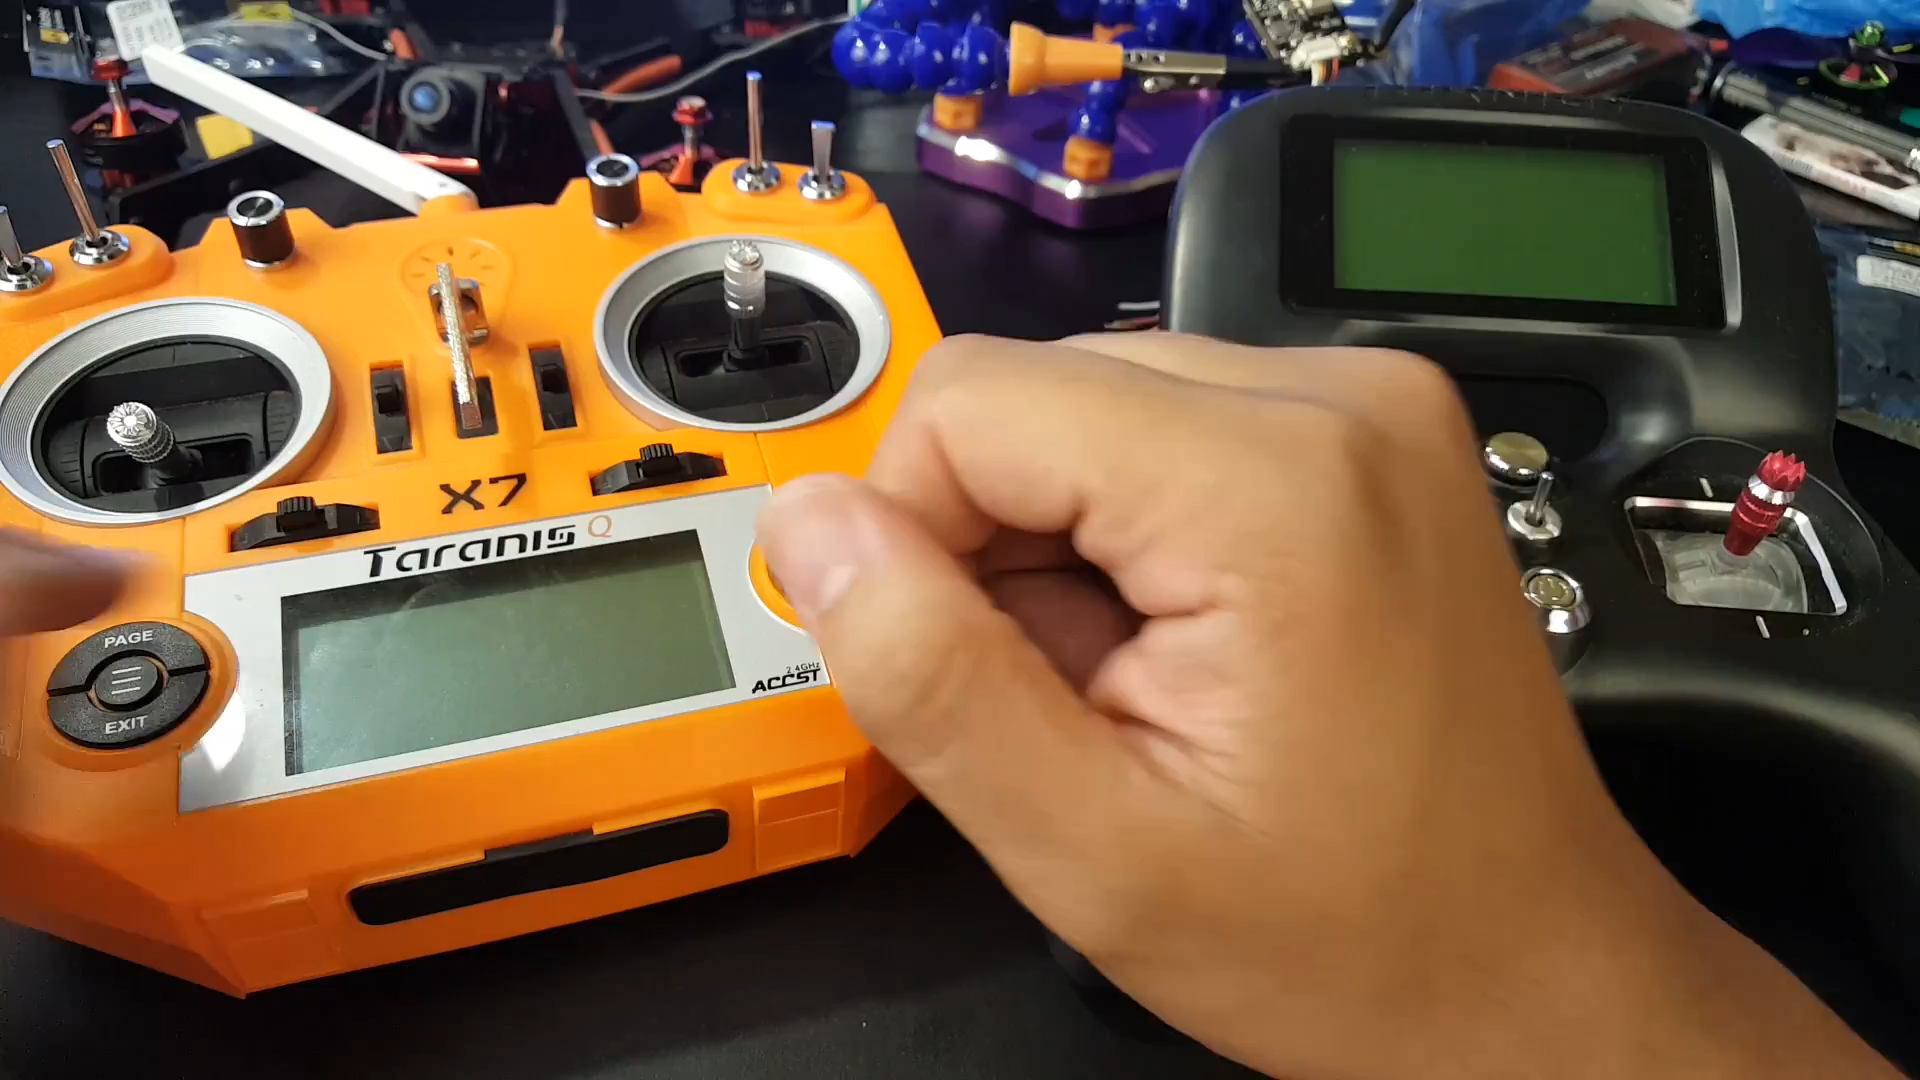 X7
Taranis Q
PAGE
EXIT
2.4GHz
ACCST